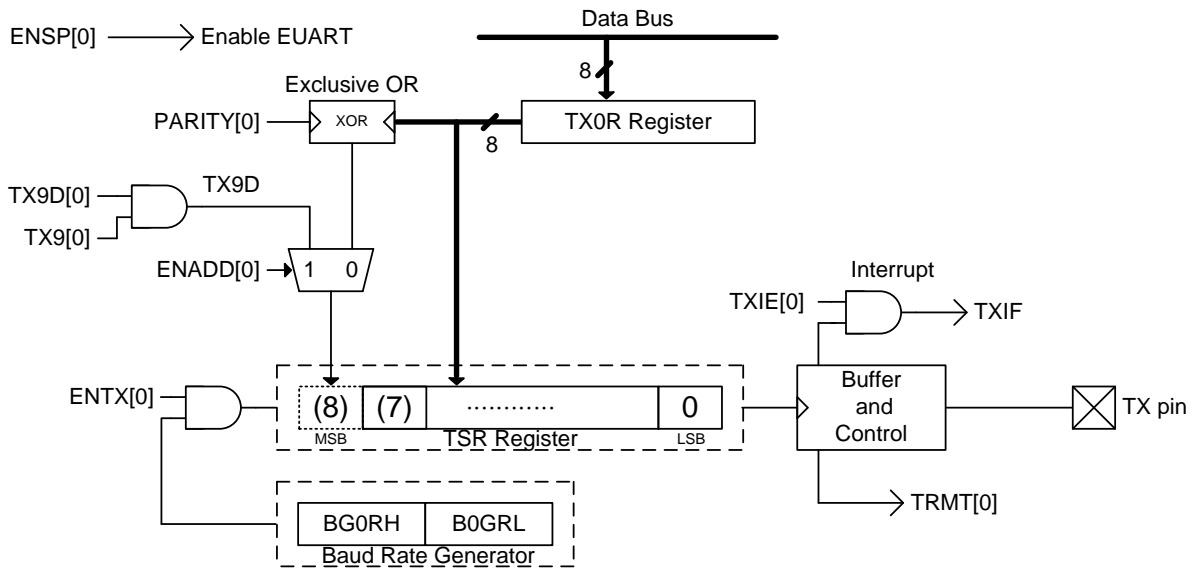 Data Bus
ENSP[0]
Enable EUART
8
Exclusive OR
PARITY[0]
XOR
8
TX0R Register
TX9D[0]
TX9D
TX9[0]
ENADD[0]
1 0
Interrupt
TXIE[0]
TXIF
ENTX[0]
(8) (7) ............ 0
MSB
TSR Register
LSB
Buffer
and
Control
TX pin
TRMT[0]
BG0RH B0GRL
Baud Rate Generator